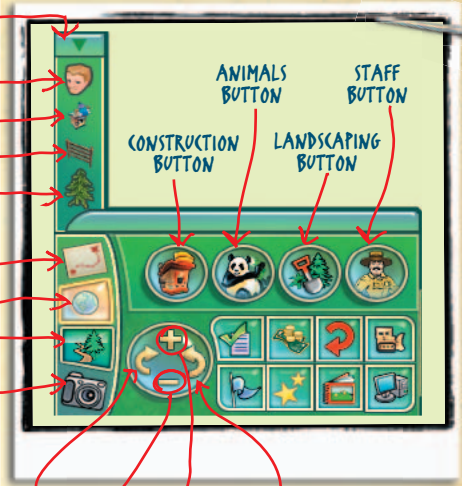 ANIMALS
BUTTON
STAFF
BUTTON
CONSTRUCTION
BUTTON
LANDSCAPING
BUTTON